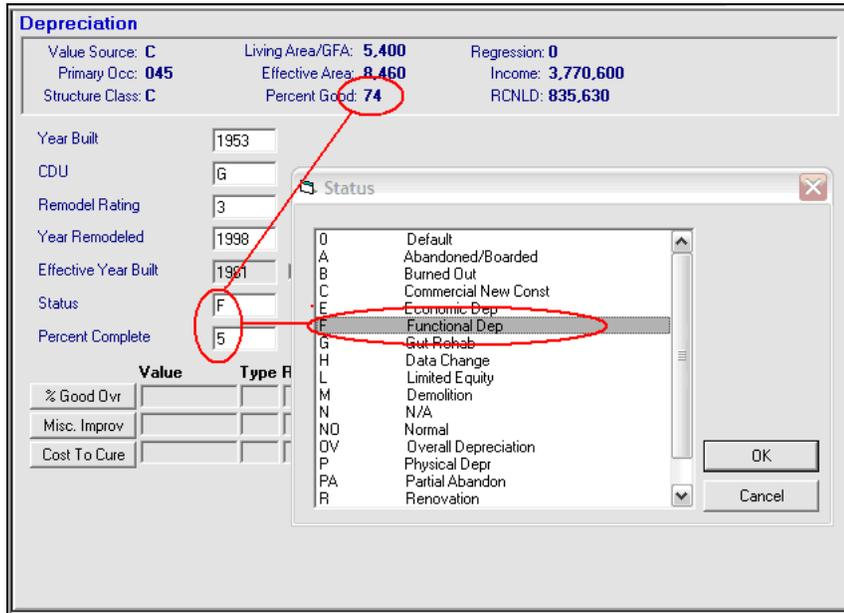 Depreciation
Value Source: C Living Area/GFA: 5,400 Regression: 0
Primary Occ: 045 Effective Area: 8,460 Income: 3,770,600
Structure Class: C Percent Good: 74 RCNLD: 835,630
Year Built 1953
CDU G
Remodel Rating 3
Year Remodeled 1998
Effective Year Built 1981
Status F
Percent Complete 5
Value Type R
% Good Ovr
Misc. Improv
Cost To Cure
Status
0 Default
A Abandoned/Boarded
B Burned Out
C Commercial New Const
E Economic Dep
F Functional Dep
G Gut Rehab
H Data Change
L Limited Equity
M Demolition
N N/A
NO Normal
OV Overall Depreciation
P Physical Depr
PA Partial Abandon
R Renovation
OK
Cancel